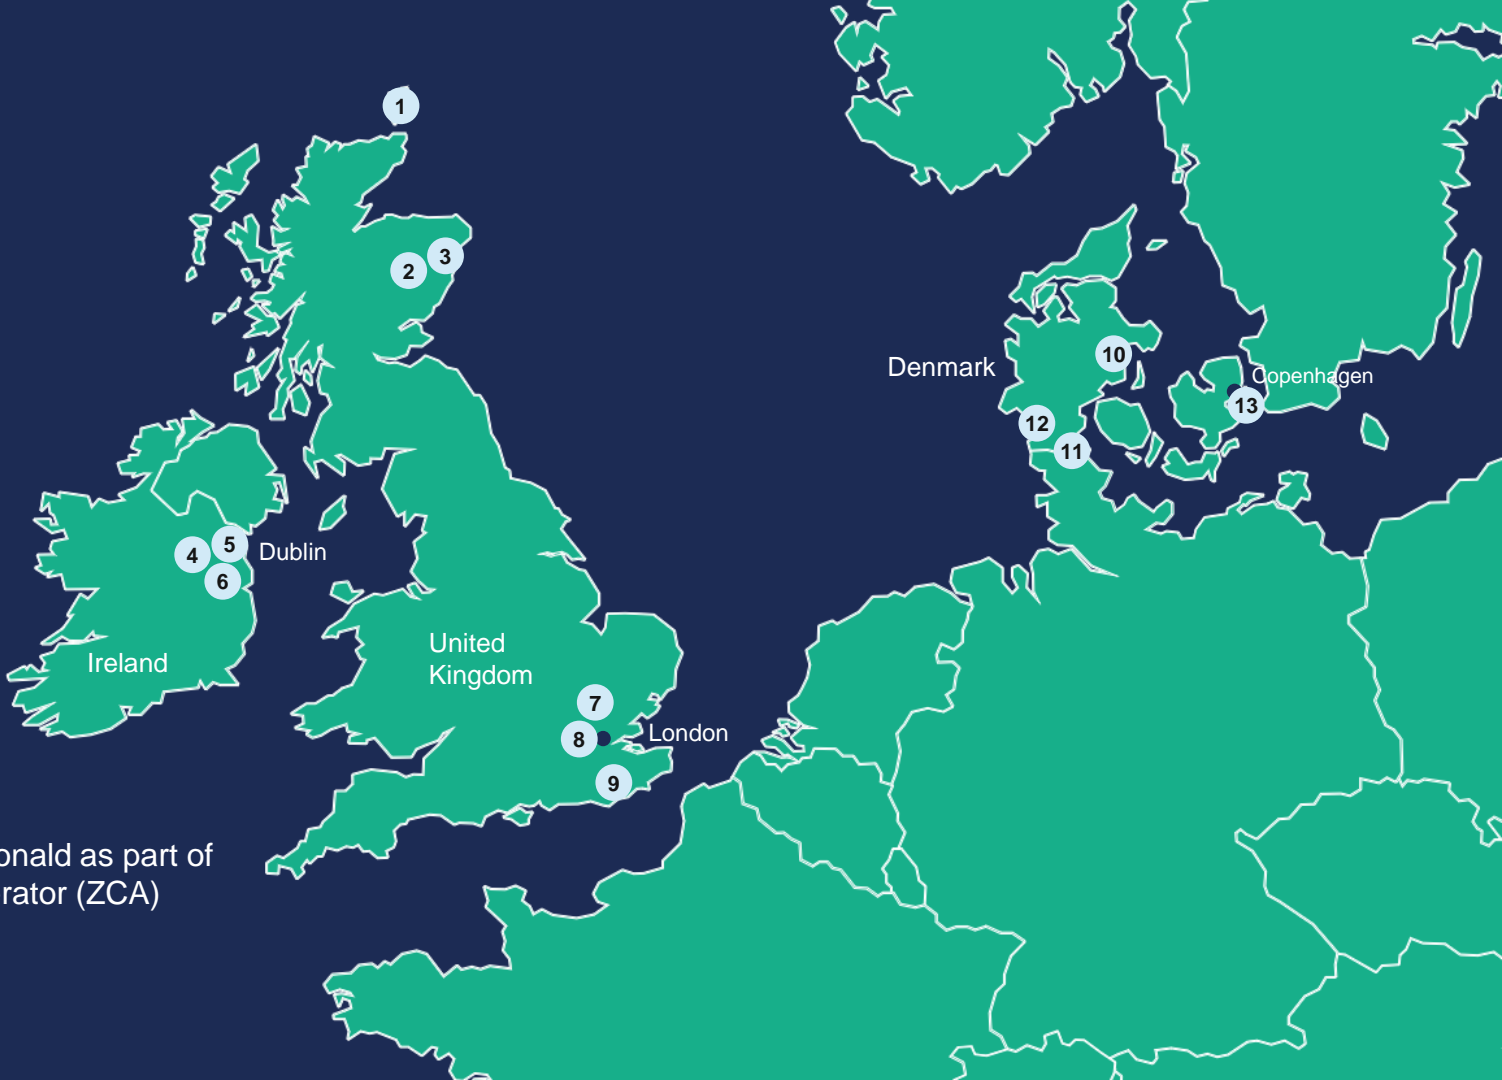 1
2
3
10
Denmark
Copenhagen
13
12
11
5
4
Dublin
6
United
Kingdom
Ireland
7
8
London
9
onald as part of
rator (ZCA)